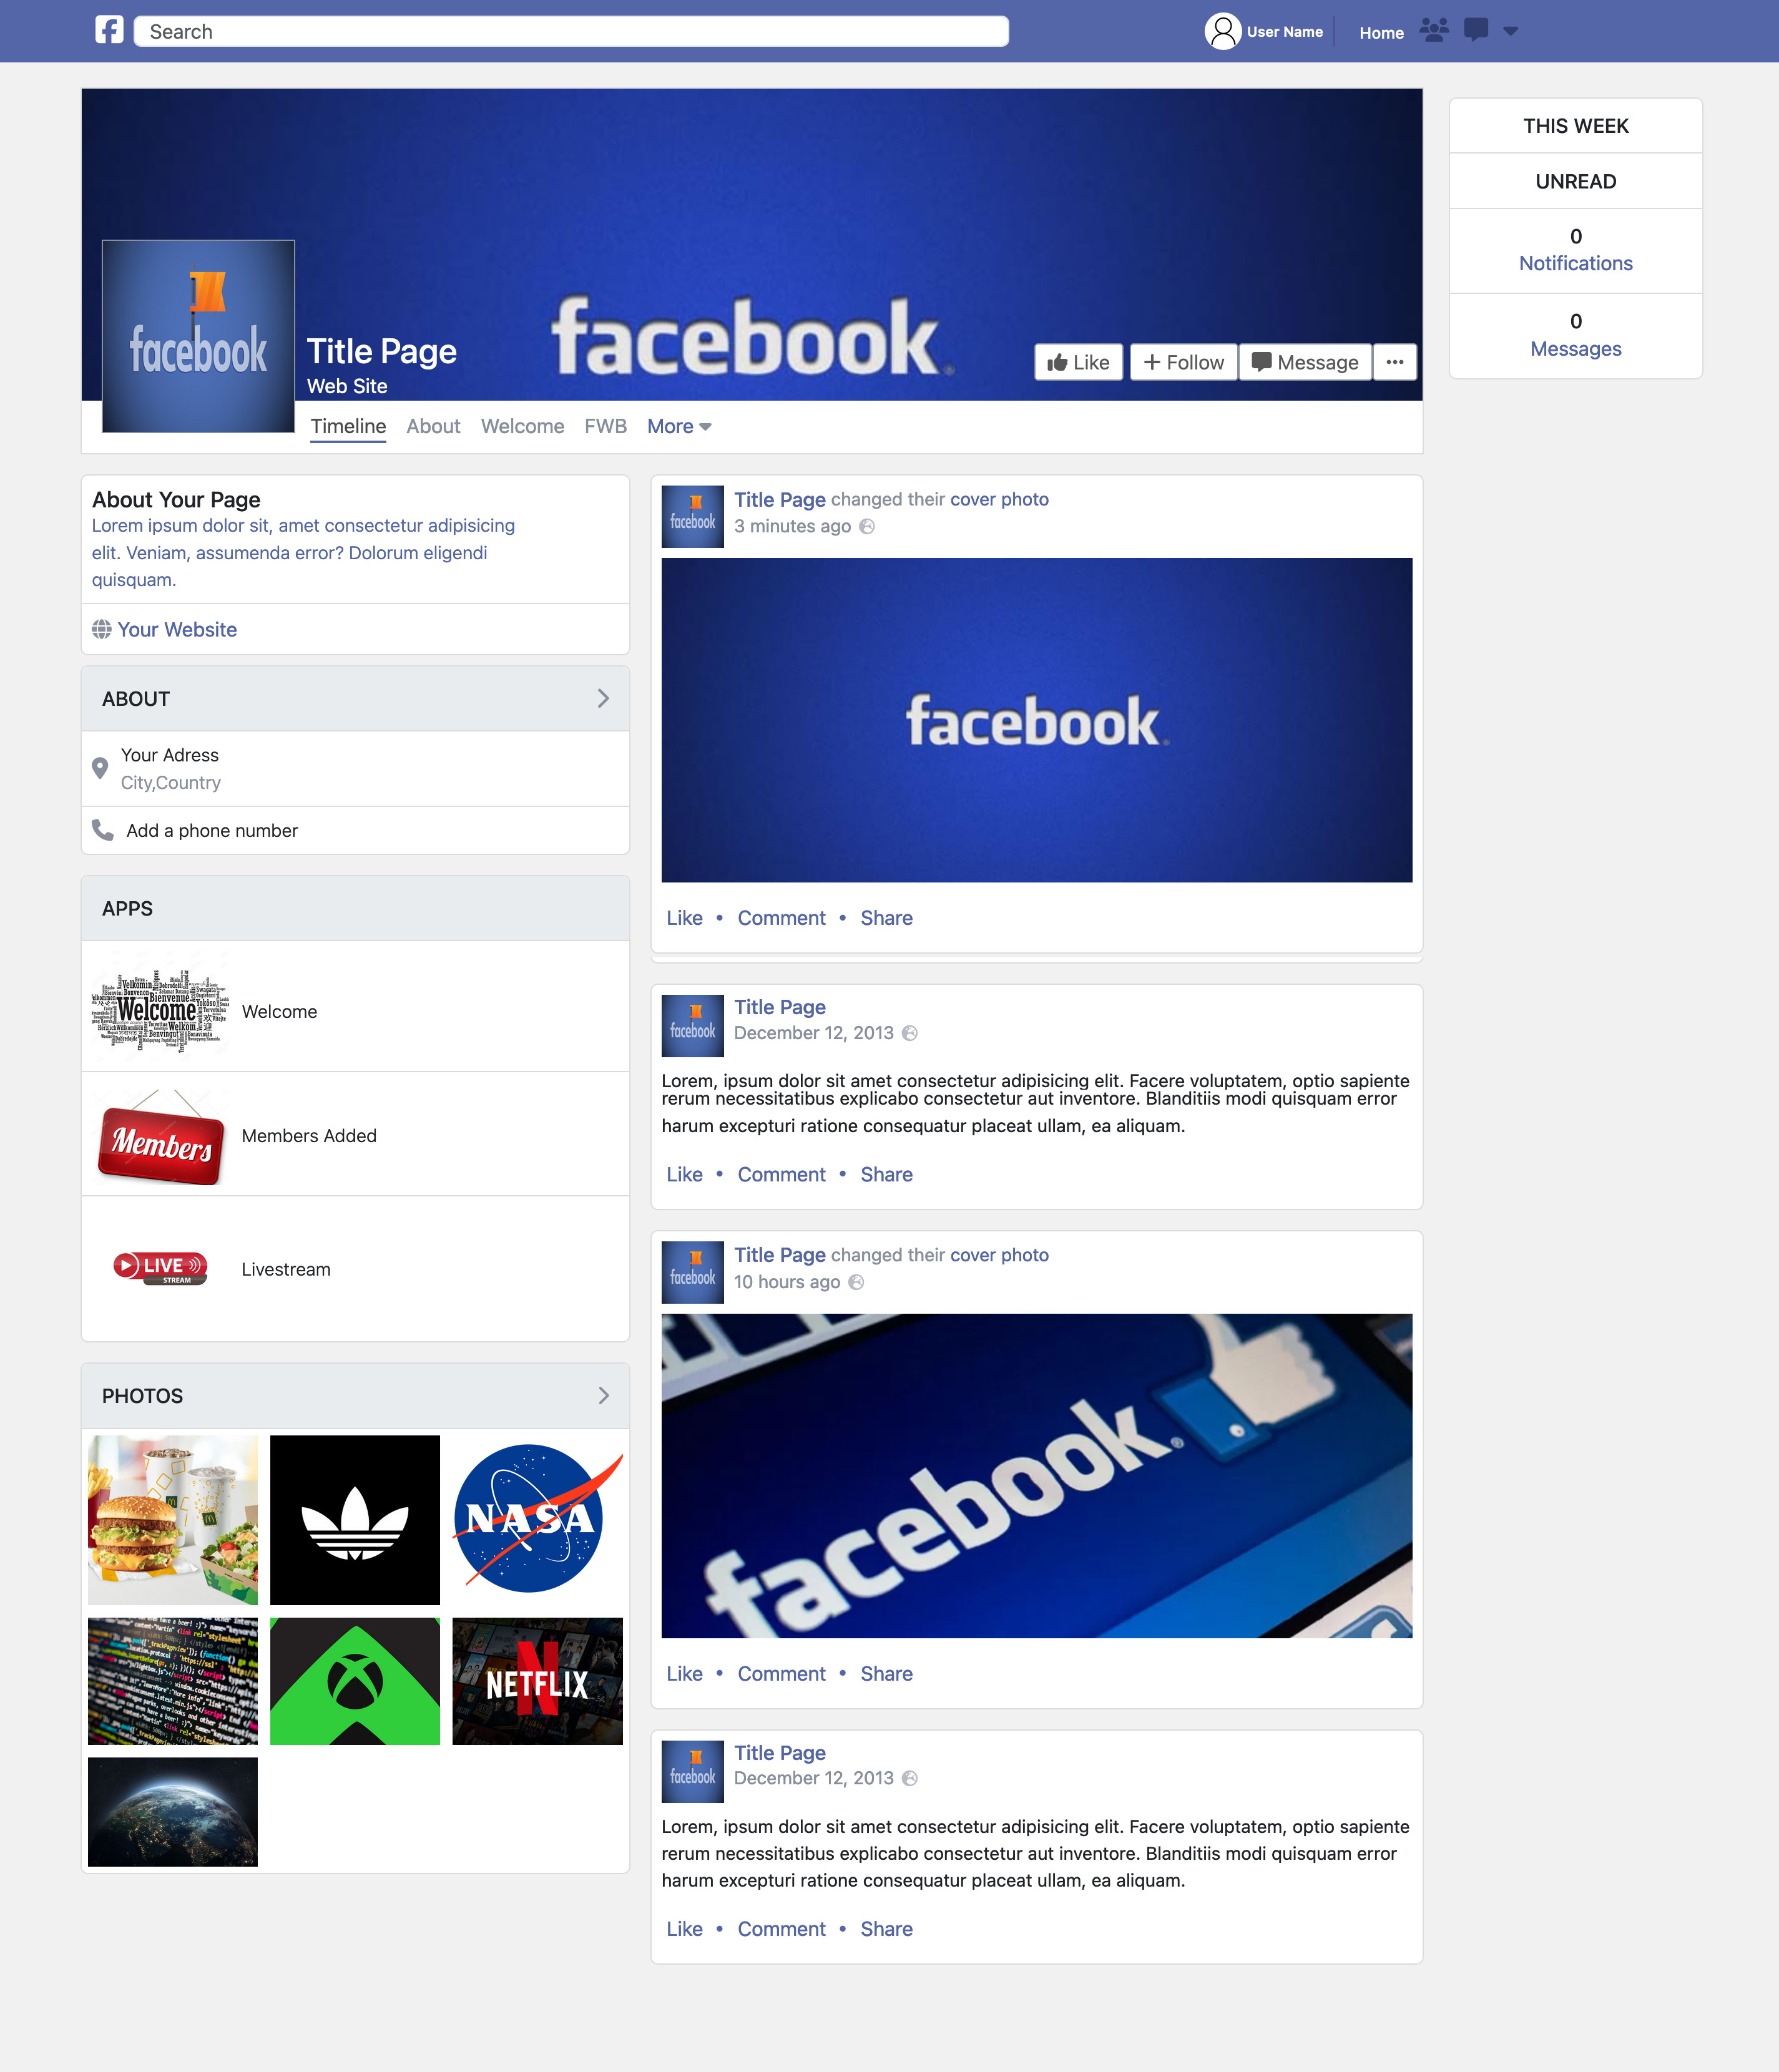 Search
User Name
Home
THIS WEEK
UNREAD
0
Notifications
0
Messages
facebook
facebook
Title Page
Web Site
Like
Follow
Message
Timeline About Welcome FWB More
About Your Page
Lorem ipsum dolor sit, amet consectetur adipisicing
elit. Veniam, assumenda error? Dolorum eligendi
quisquam.
Your Website
ABOUT
Your Adress
City,Country
Add a phone number
APPS
Welcome
Bienvenue
Welcome
Members
Members Added
LIVE
STREAM
Livestream
PHOTOS
NASA
NETFLIX
facebook
Title Page changed their cover photo
3 minutes ago
facebook
Like • Comment • Share
facebook
Title Page
December 12, 2013
Lorem, ipsum dolor sit amet consectetur adipisicing elit. Facere voluptatem, optio sapiente
rerum necessitatibus explicabo consectetur aut inventore. Blanditiis modi quisquam error
harum excepturi ratione consequatur placeat ullam, ea aliquam.
Like • Comment • Share
facebook
Title Page changed their cover photo
10 hours ago
facebook
Like • Comment • Share
facebook
Title Page
December 12, 2013
Lorem, ipsum dolor sit amet consectetur adipisicing elit. Facere voluptatem, optio sapiente
rerum necessitatibus explicabo consectetur aut inventore. Blanditiis modi quisquam error
harum excepturi ratione consequatur placeat ullam, ea aliquam.
Like • Comment • Share